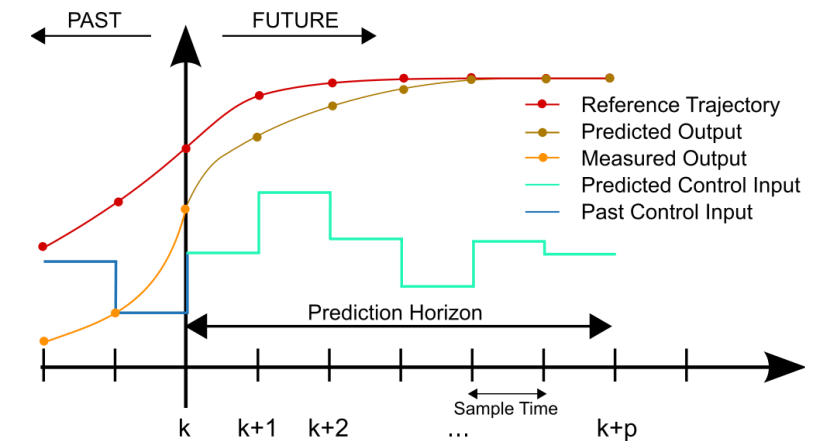 PAST
FUTURE
Reference Trajectory
Predicted Output
Measured Output
Predicted Control Input
Past Control Input
Prediction Horizon
Sample Time
k
k+1
k+2
...
k+p